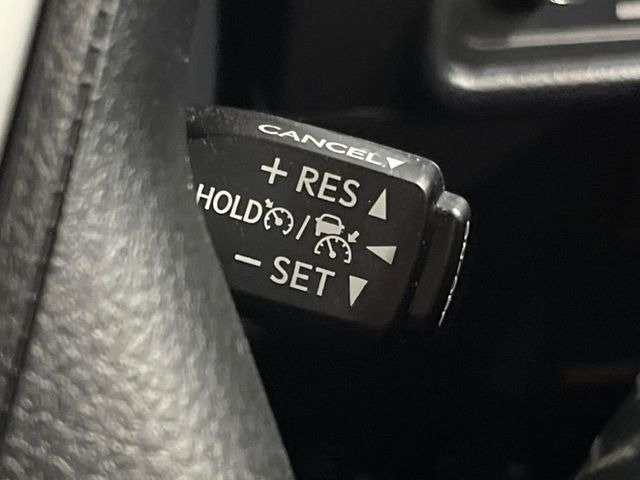 CANCEL▼
+ RES ▲
HOLD / ◀
- SET ▼